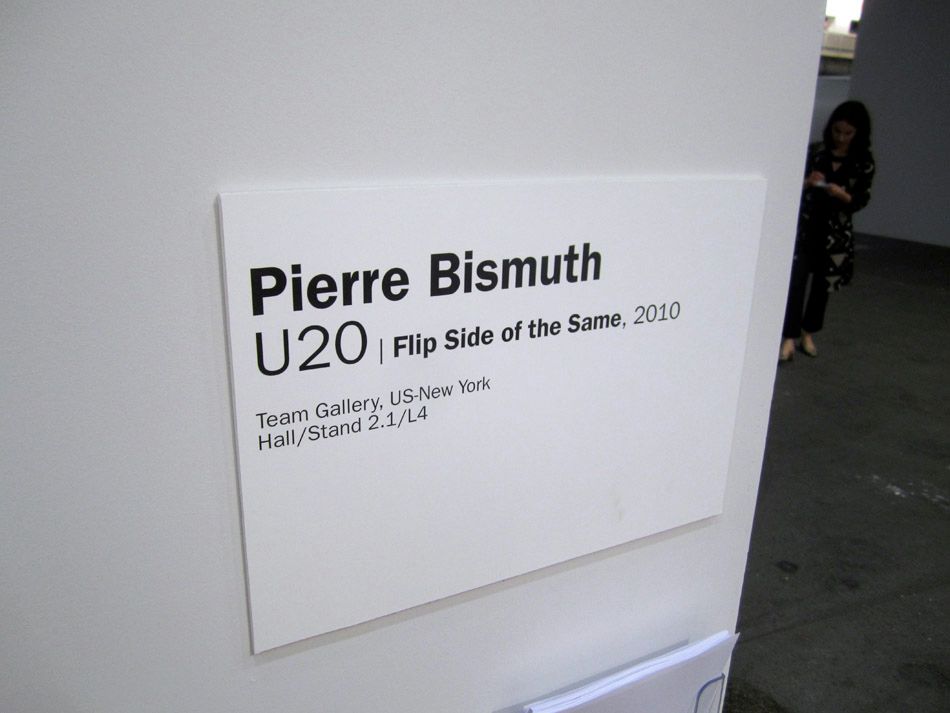 Pierre Bismuth
U20 | Flip Side of the Same, 2010
Team Gallery, US-New York
Hall/Stand 2.1/L4